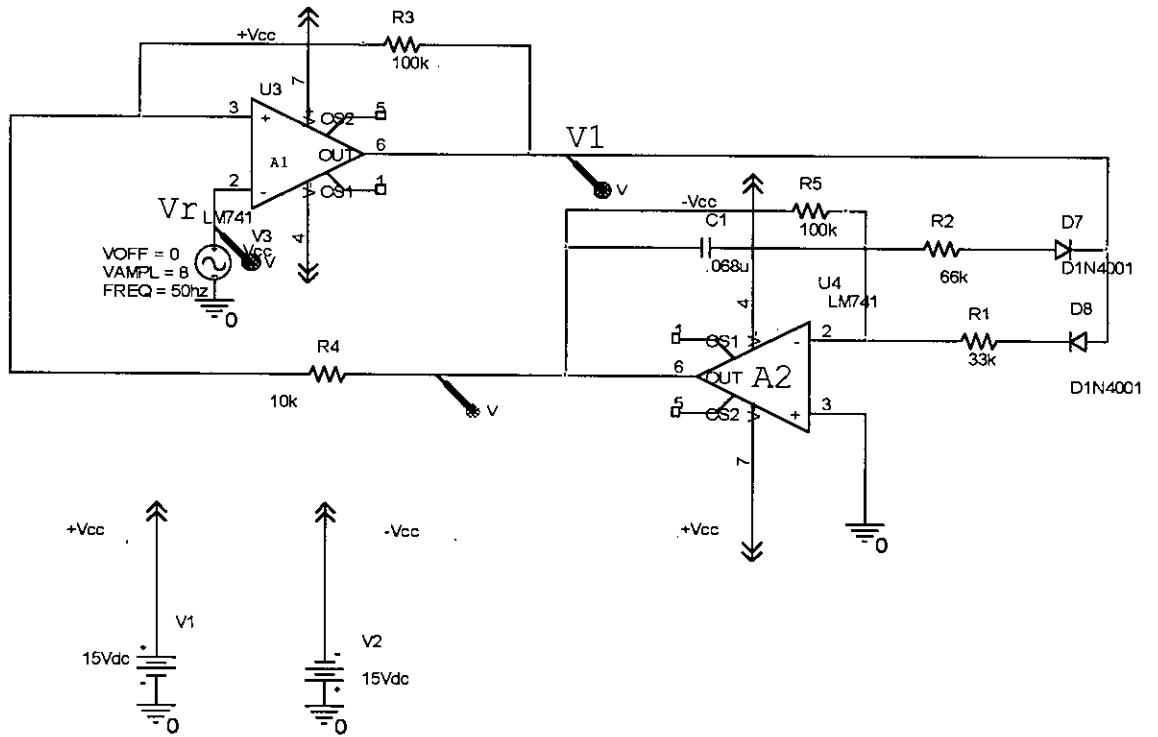 +Vcc
R3
100k
7
U3
3
+
V+
OS2
5
A1
OUT
6
V1
2
-
V-
OS1
1
Vr
LM741
V3
Vcc
V
V
4
VOFF = 0
VAMPL = 8
FREQ = 50hz
0
-Vcc
R5
100k
C1
.068u
R2
66k
D7
D1N4001
U4
LM741
4
R1
33k
D8
D1N4001
1
OS1
V-
2
-
R4
10k
V
6
OUT
A2
5
OS2
V+
+
3
7
+Vcc
0
+Vcc
-Vcc
V1
+
15Vdc
-
0
V2
-
15Vdc
+
0